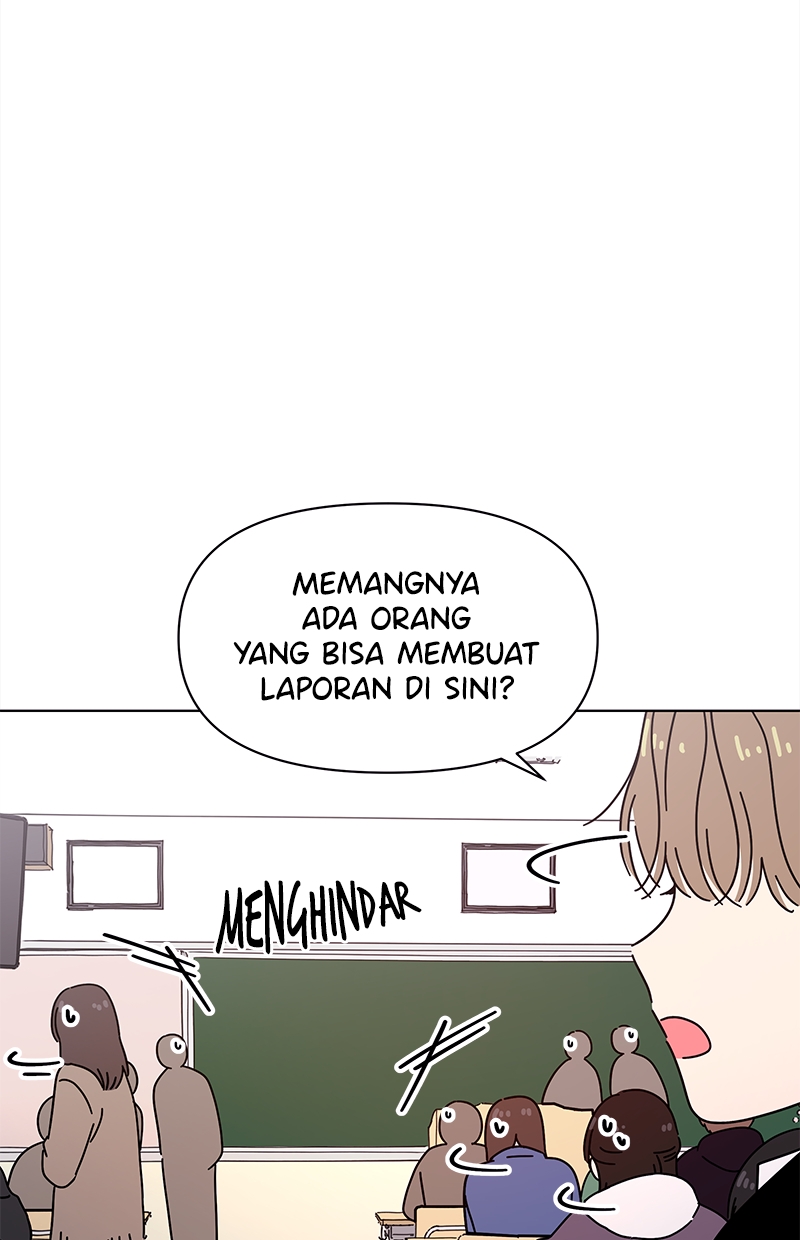 MEMANGNYA
ADA ORANG
YANG BISA MEMBUAT
LAPORAN DI SINI?
MENGHINDAR